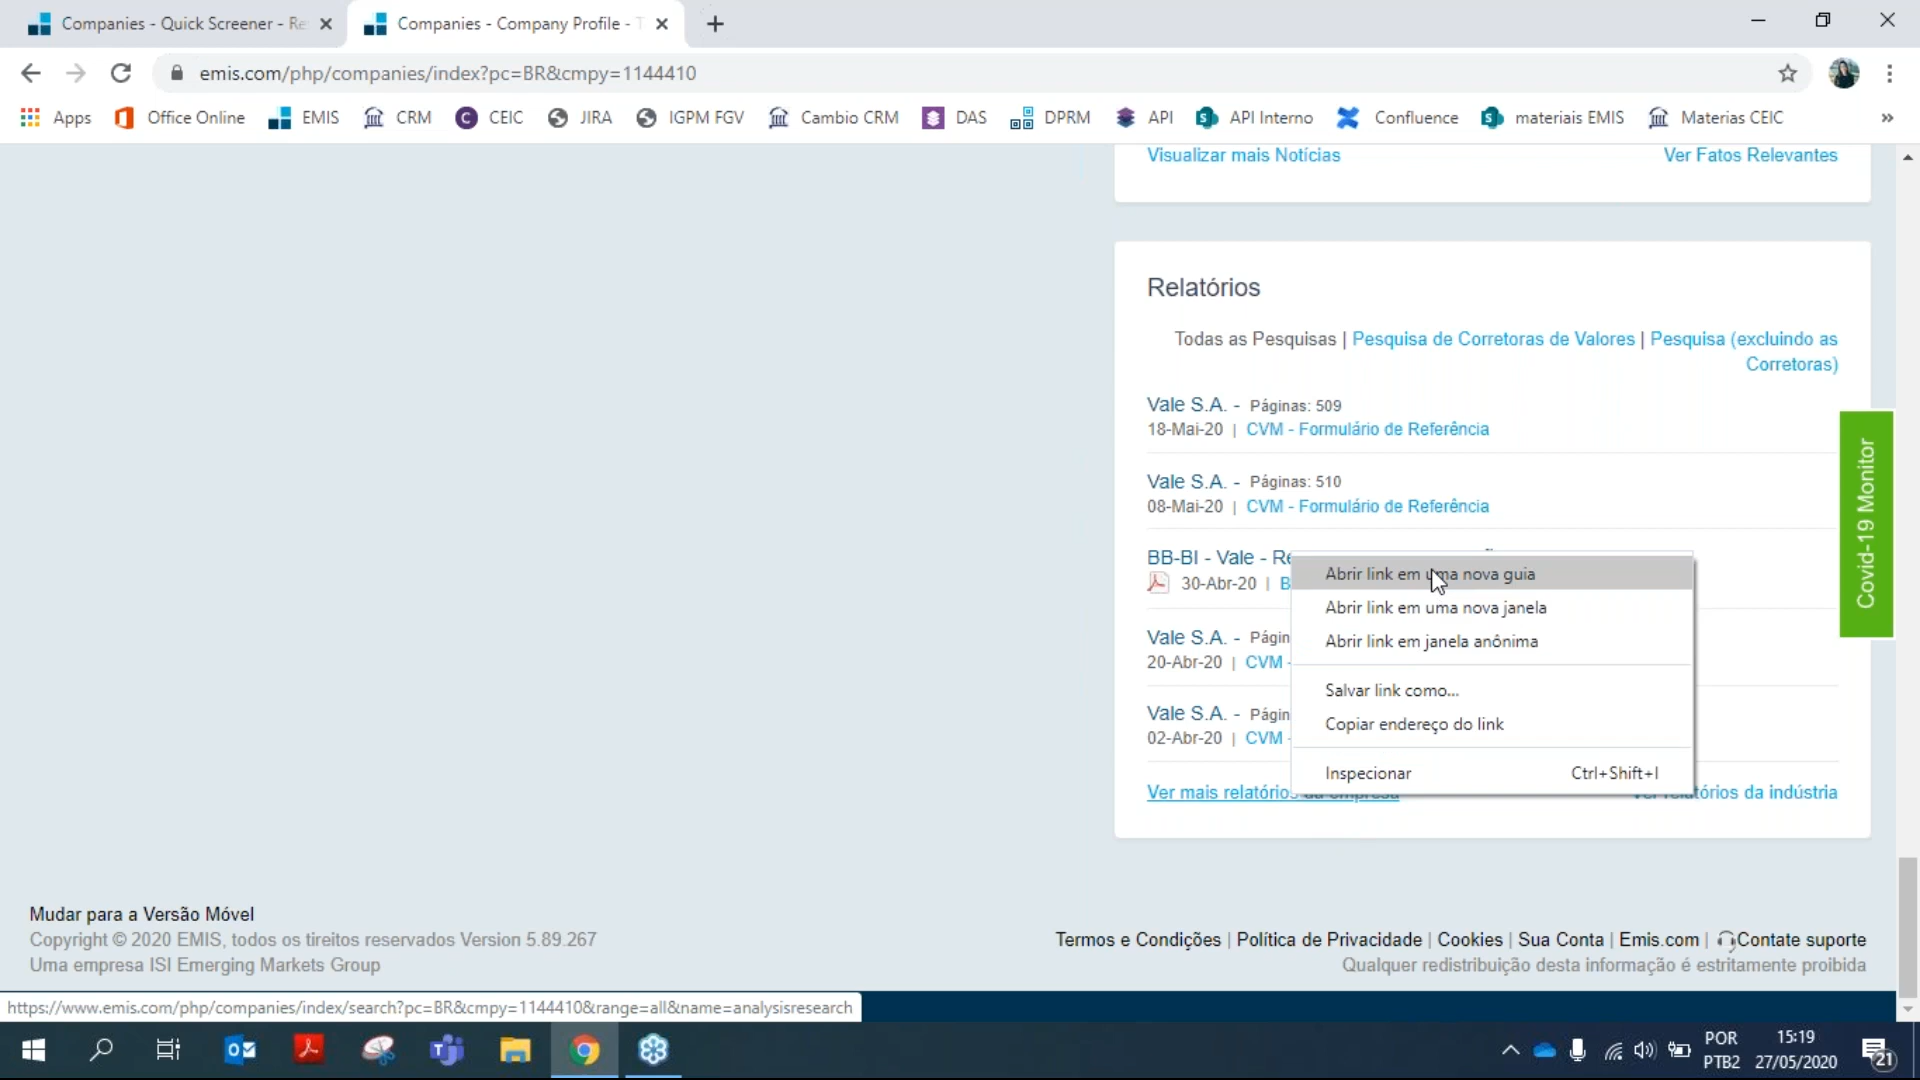 Companies - Quick Screener - Re
Companies - Company Profile - T
emis.com/php/companies/index?pc=BR&cmpy=1144410
Apps Office Online EMIS CRM CEIC JIRA IGPM FGV Cambio CRM DAS DPRM API API Interno Confluence materiais EMIS Materias CEIC »
Visualizar mais Notícias Ver Fatos Relevantes
Relatórios
Todas as Pesquisas | Pesquisa de Corretoras de Valores | Pesquisa (excluindo as
Corretoras)
Vale S.A. - Páginas: 509
18-Mai-20 | CVM - Formulário de Referência
Vale S.A. - Páginas: 510
08-Mai-20 | CVM - Formulário de Referência
BB-BI - Vale - Re
30-Abr-20 | B
Vale S.A. - Págin
20-Abr-20 | CVM -
Vale S.A. - Págin
02-Abr-20 | CVM -
Ver mais relatórios da empresa Ver relatórios da indústria
Abrir link em uma nova guia
Abrir link em uma nova janela
Abrir link em janela anônima
Salvar link como...
Copiar endereço do link
Inspecionar Ctrl+Shift+I
Covid-19 Monitor
Mudar para a Versão Móvel
Copyright © 2020 EMIS, todos os tireitos reservados Version 5.89.267
Uma empresa ISI Emerging Markets Group
Termos e Condições | Política de Privacidade | Cookies | Sua Conta | Emis.com | Contate suporte
Qualquer redistribuição desta informação é estritamente proibida
https://www.emis.com/php/companies/index/search?pc=BR&cmpy=1144410&range=all&name=analysisresearch
POR
PTB2
15:19
27/05/2020
21